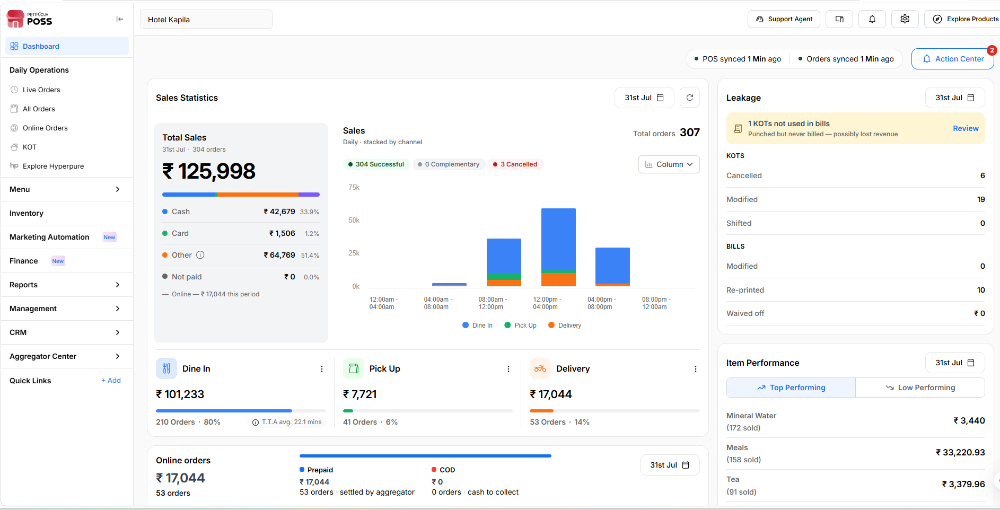 PETPOOJA
POSS
Hotel Kapila
Support Agent
Explore Products
Dashboard
Daily Operations
Live Orders
All Orders
Online Orders
KOT
hp Explore Hyperpure
Menu
Inventory
Marketing Automation New
Finance New
Reports
Management
CRM
Aggregator Center
Quick Links + Add
POS synced 1 Min ago
Orders synced 1 Min ago
Action Center 2
Sales Statistics
31st Jul
Total Sales
31st Jul · 304 orders
₹ 125,998
Cash ₹ 42,679 33.9%
Card ₹ 1,506 1.2%
Other ₹ 64,769 51.4%
Not paid ₹ 0 0.0%
— Online — ₹ 17,044 this period
Sales
Daily · stacked by channel
Total orders 307
304 Successful
0 Complementary
3 Cancelled
Column
75k
50k
25k
0k
12:00am - 04:00am
04:00am - 08:00am
08:00am - 12:00pm
12:00pm - 04:00pm
04:00pm - 08:00pm
08:00pm - 12:00am
Dine In
Pick Up
Delivery
Dine In
₹ 101,233
210 Orders · 80%
T.T.A avg. 22.1 mins
Pick Up
₹ 7,721
41 Orders · 6%
Delivery
₹ 17,044
53 Orders · 14%
Online orders
₹ 17,044
53 orders
Prepaid
₹ 17,044
53 orders · settled by aggregator
COD
₹ 0
0 orders · cash to collect
31st Jul
Leakage
31st Jul
1 KOTs not used in bills
Punched but never billed — possibly lost revenue
Review
KOTS
Cancelled 6
Modified 19
Shifted 0
BILLS
Modified 0
Re-printed 10
Waived off ₹ 0
Item Performance
31st Jul
Top Performing
Low Performing
Mineral Water
(172 sold)
₹ 3,440
Meals
(158 sold)
₹ 33,220.93
Tea
(91 sold)
₹ 3,379.96